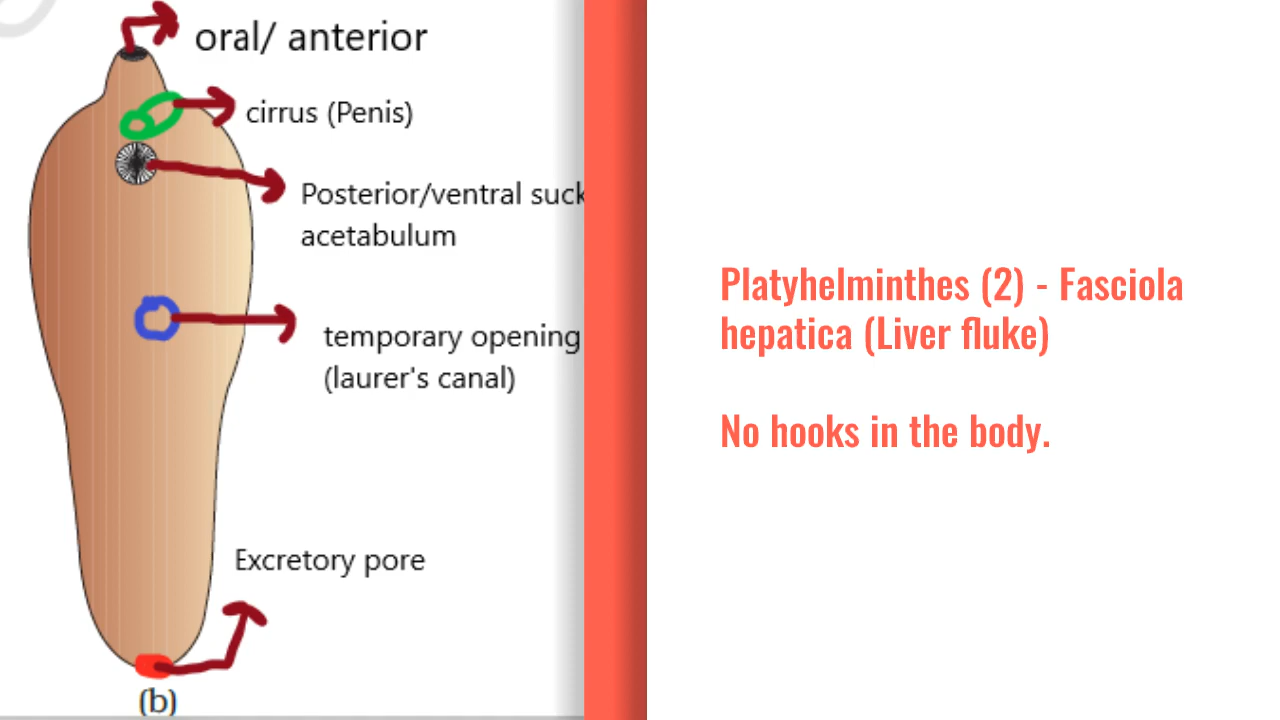 oral/ anterior
cirrus (Penis)
Posterior/ventral suck
acetabulum
temporary opening
(laurer's canal)
Excretory pore
(b)
Platyhelminthes (2) - Fasciola
hepatica (Liver fluke)
No hooks in the body.